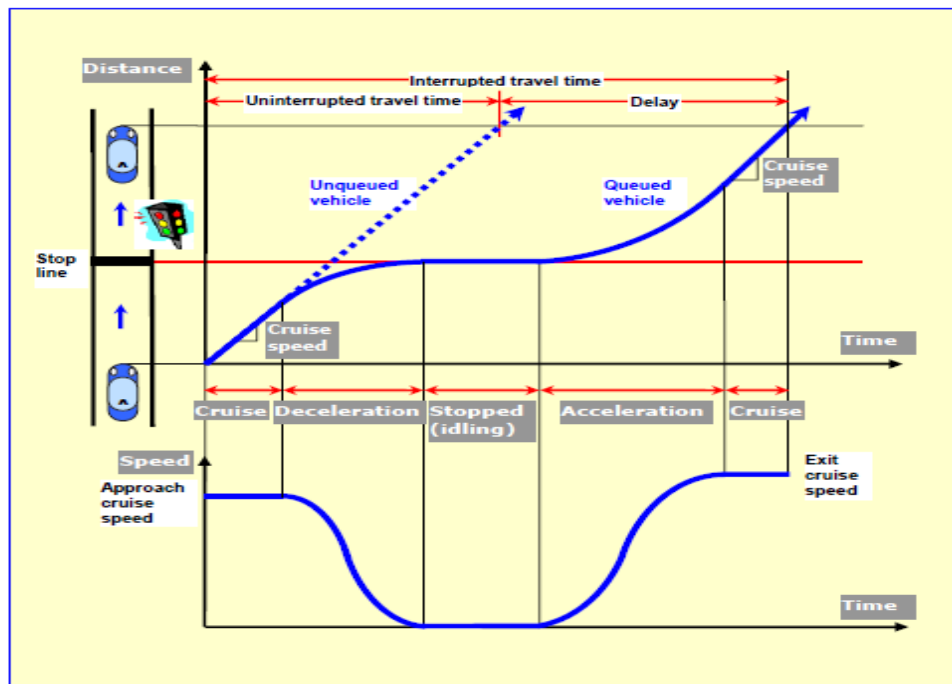 Distance
Interrupted travel time
Uninterrupted travel time
Delay
Unqueued
vehicle
Queued
vehicle
Cruise
speed
Stop
line
Cruise
speed
Time
Cruise
Deceleration
Stopped
(idling)
Acceleration
Cruise
Speed
Approach
cruise
speed
Exit
cruise
speed
Time